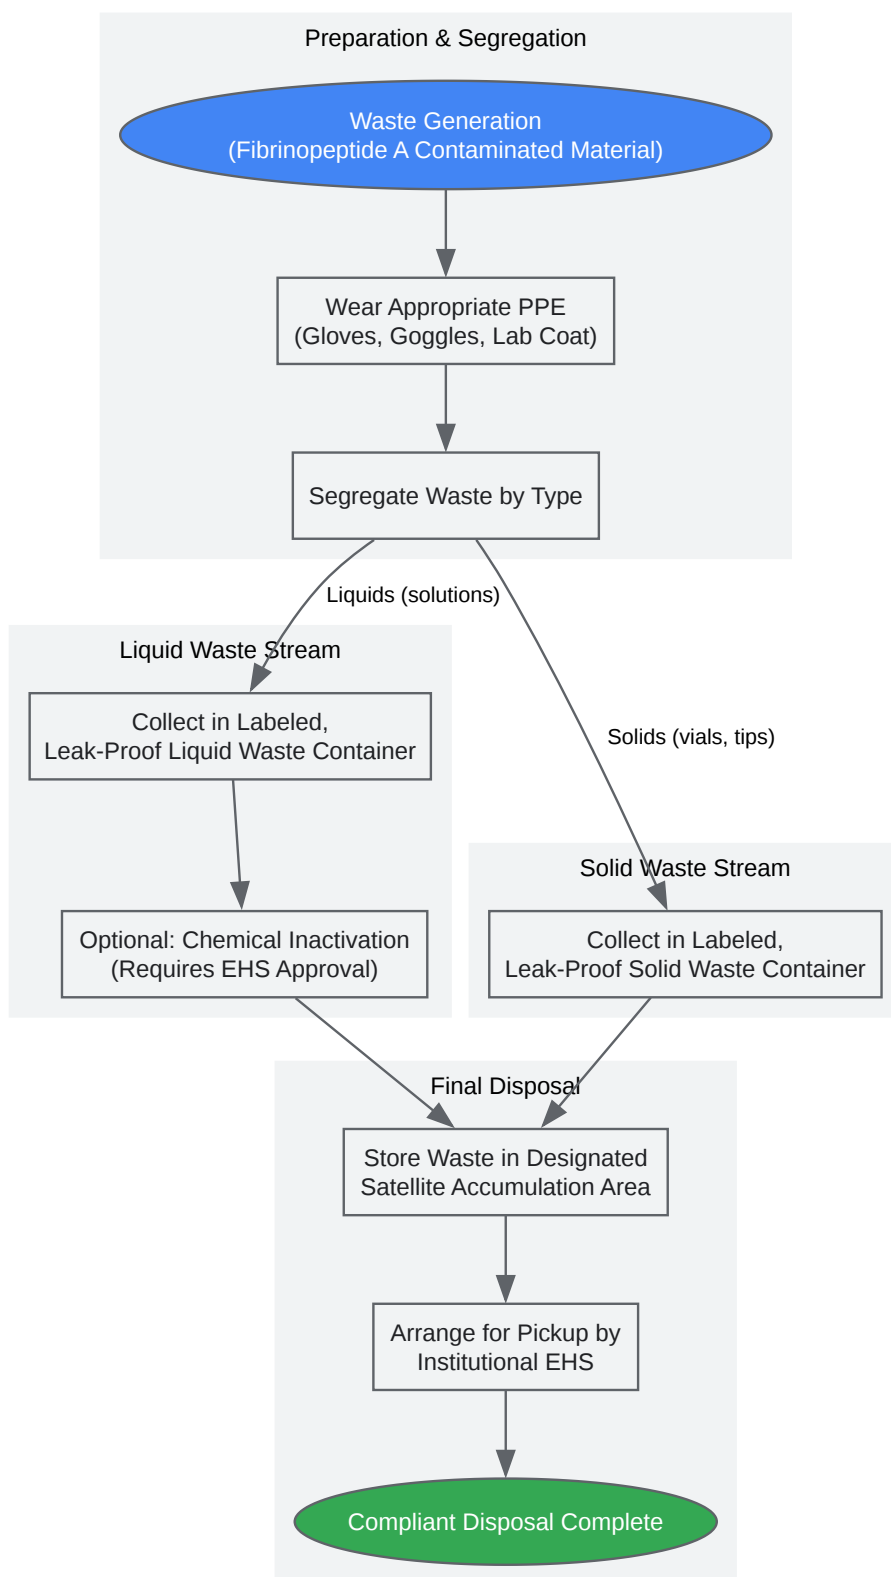 Preparation & Segregation
Waste Generation
(Fibrinopeptide A Contaminated Material)
Wear Appropriate PPE
(Gloves, Goggles, Lab Coat)
Segregate Waste by Type
Liquids (solutions)
Liquid Waste Stream
Collect in Labeled,
Leak-Proof Liquid Waste Container
Solids (vials, tips)
Optional: Chemical Inactivation
(Requires EHS Approval)
Solid Waste Stream
Collect in Labeled,
Leak-Proof Solid Waste Container
Final Disposal
Store Waste in Designated
Satellite Accumulation Area
Arrange for Pickup by
Institutional EHS
Compliant Disposal Complete